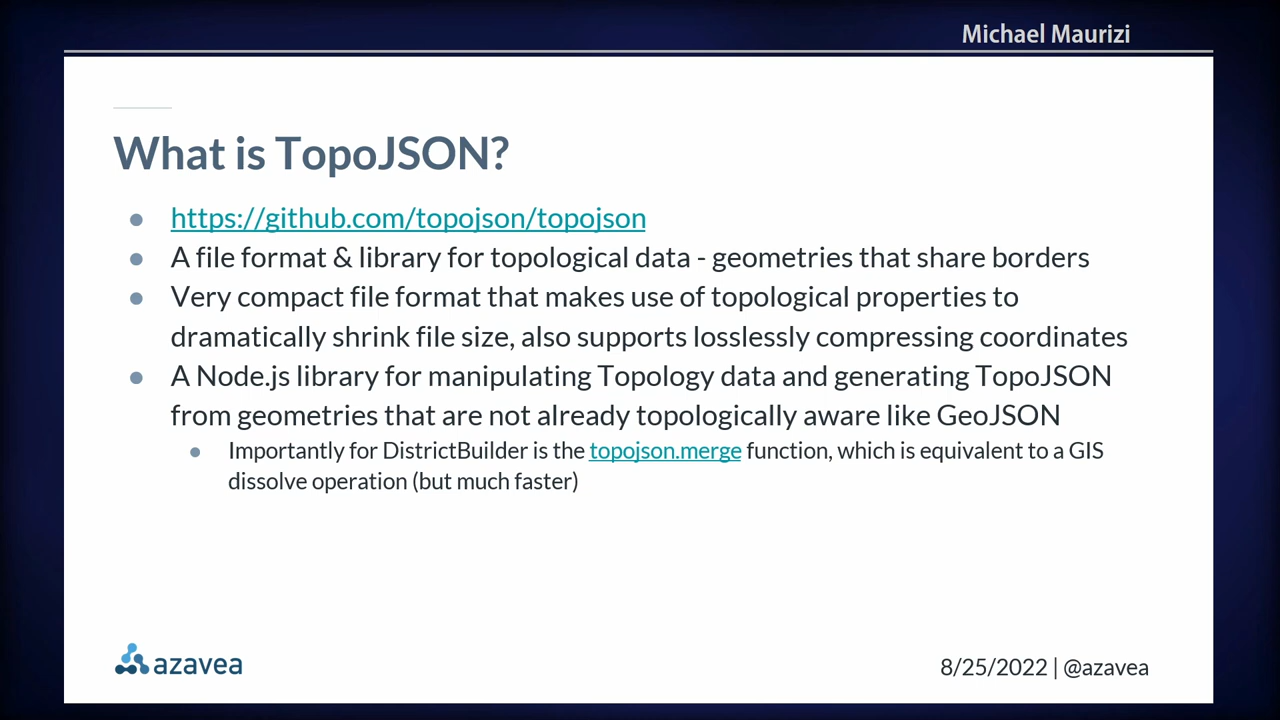 Michael Maurizi
What is TopoJSON?
https://github.com/topojson/topojson
A file format & library for topological data - geometries that share borders
Very compact file format that makes use of topological properties to
dramatically shrink file size, also supports losslessly compressing coordinates
A Node.js library for manipulating Topology data and generating TopoJSON
from geometries that are not already topologically aware like GeoJSON
Importantly for DistrictBuilder is the topojson.merge function, which is equivalent to a GIS
dissolve operation (but much faster)
azavea
8/25/2022 | @azavea